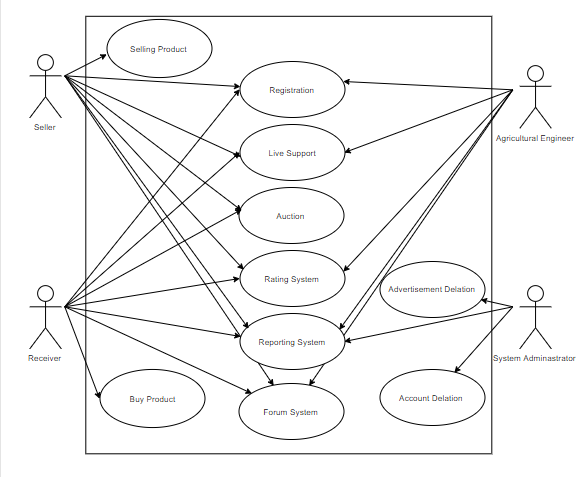 Selling Product
Registration
Seller
Agricultural Engineer
Live Support
Auction
Rating System
Advertisement Delation
Reporting System
Receiver
System Adminastrator
Buy Product
Account Delation
Forum System